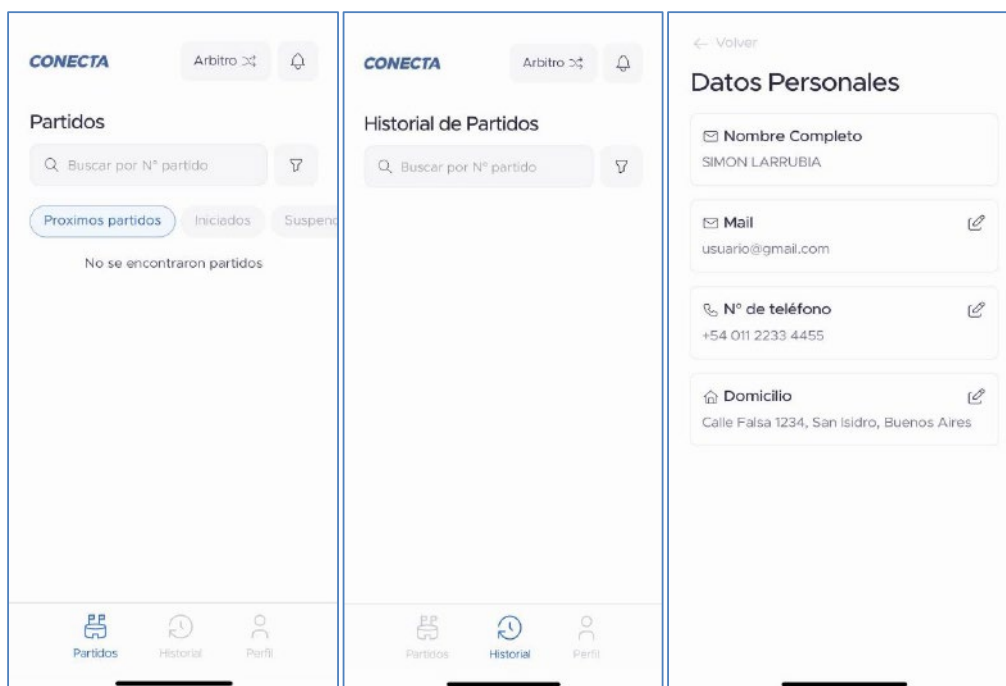 CONECTA
Arbitro
Partidos
Buscar por N° partido
Proximos partidos
Iniciados
Suspend
No se encontraron partidos
Partidos
Historial
Perfil
CONECTA
Arbitro
Historial de Partidos
Buscar por N° partido
Partidos
Historial
Perfil
← Volver
Datos Personales
Nombre Completo
SIMON LARRUBIA
Mail
usuario@gmail.com
N° de teléfono
+54 011 2233 4455
Domicilio
Calle Falsa 1234, San Isidro, Buenos Aires